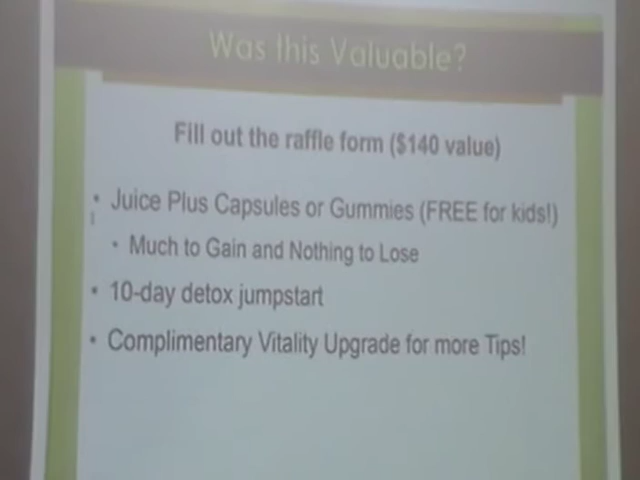 Was this Valuable?
Fill out the raffle form ($140 value)
• Juice Plus Capsules or Gummies (FREE for kids!)
• Much to Gain and Nothing to Lose
• 10-day detox jumpstart
• Complimentary Vitality Upgrade for more Tips!